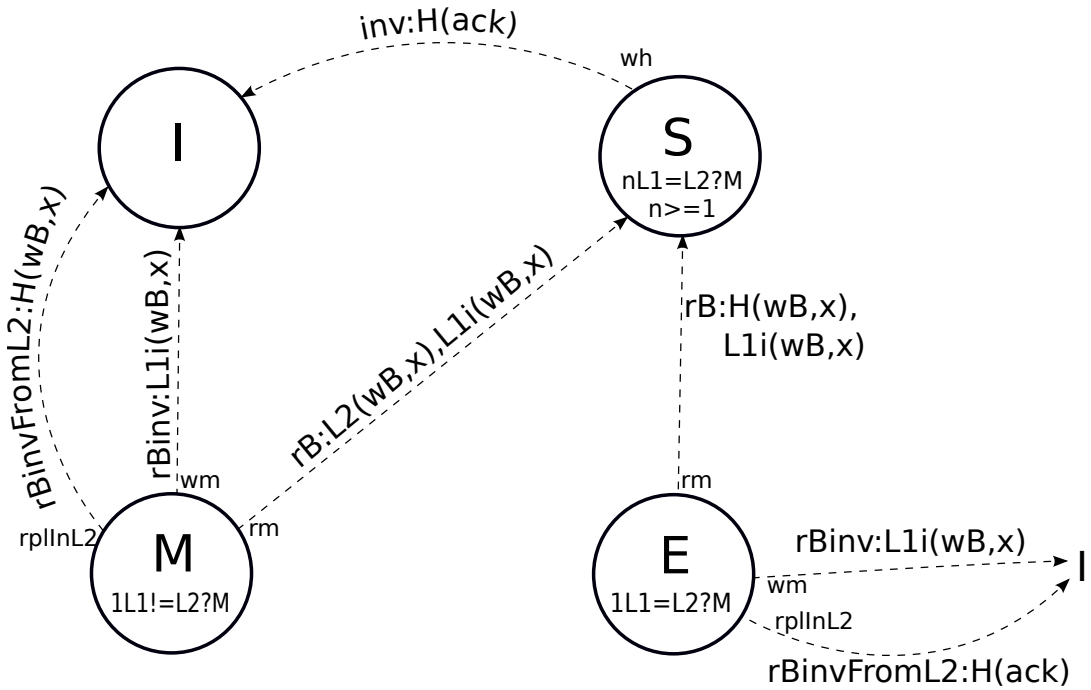 inv:H(ack)
wh
I
S
nL1=L2?M
n>=1
rBinvFromL2:H(wB,x)
rBinv:L1i(wB,x)
rB:L2(wB,x),L1i(wB,x)
rB:H(wB,x),
L1i(wB,x)
wm
rm
rm
rplInL2
M
1L1!=L2?M
E
1L1=L2?M
rBinv:L1i(wB,x)
I
wm
rplInL2
rBinvFromL2:H(ack)